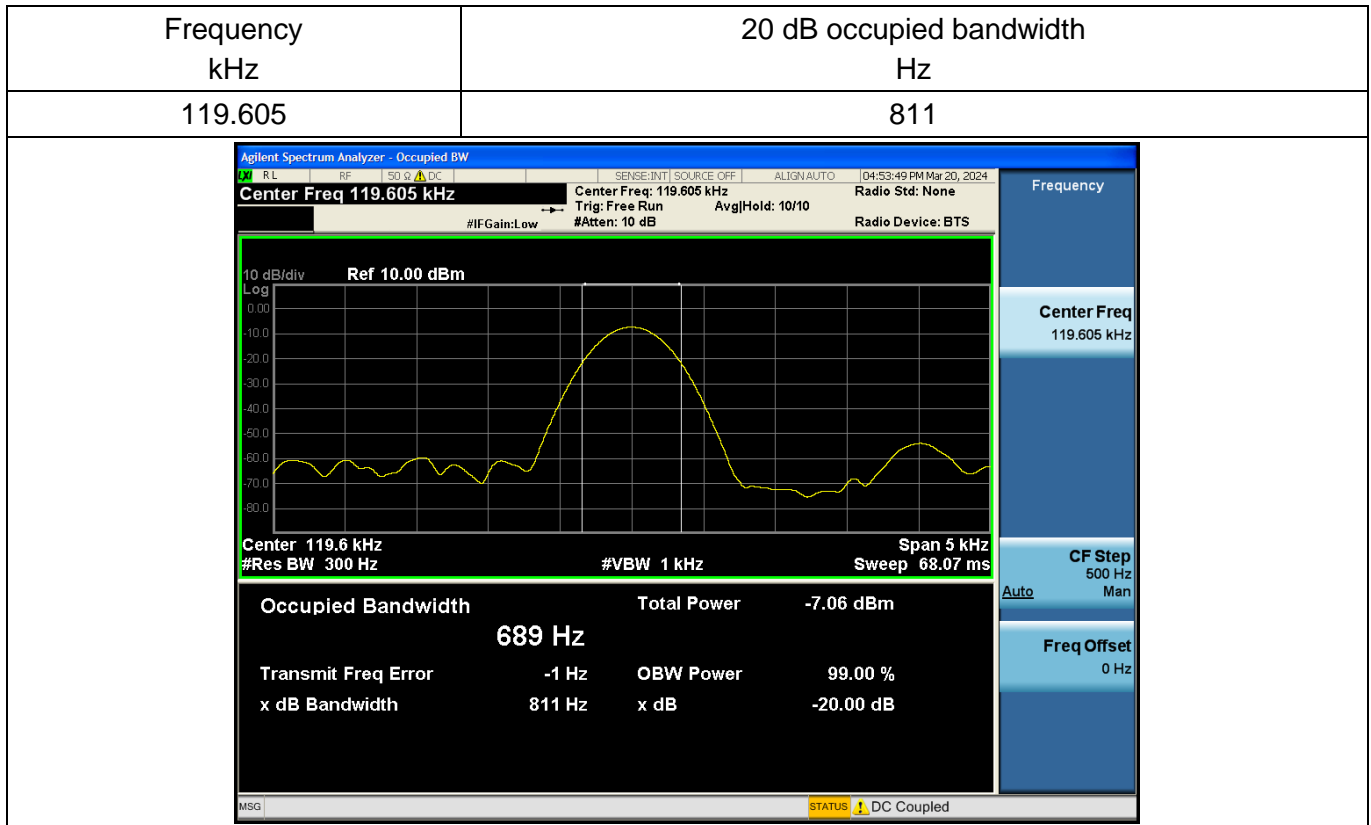 Frequency
kHz
20 dB occupied bandwidth
Hz
119.605
811
Agilent Spectrum Analyzer - Occupied BW
LXI RL RF 50 Ω DC SENSE:INT SOURCE OFF ALIGN AUTO 04:53:49 PM Mar 20, 2024
Center Freq 119.605 kHz
Center Freq: 119.605 kHz
Radio Std: None
Trig: Free Run
Avg|Hold: 10/10
#IFGain:Low
#Atten: 10 dB
Radio Device: BTS
10 dB/div Ref 10.00 dBm
Log
0.00
-10.0
-20.0
-30.0
-40.0
-50.0
-60.0
-70.0
-80.0
Center 119.6 kHz
Span 5 kHz
#Res BW 300 Hz
#VBW 1 kHz
Sweep 68.07 ms
Occupied Bandwidth
Total Power -7.06 dBm
689 Hz
Transmit Freq Error -1 Hz OBW Power 99.00 %
x dB Bandwidth 811 Hz x dB -20.00 dB
Frequency
Center Freq
119.605 kHz
CF Step
500 Hz
Auto Man
Freq Offset
0 Hz
MSG
STATUS DC Coupled